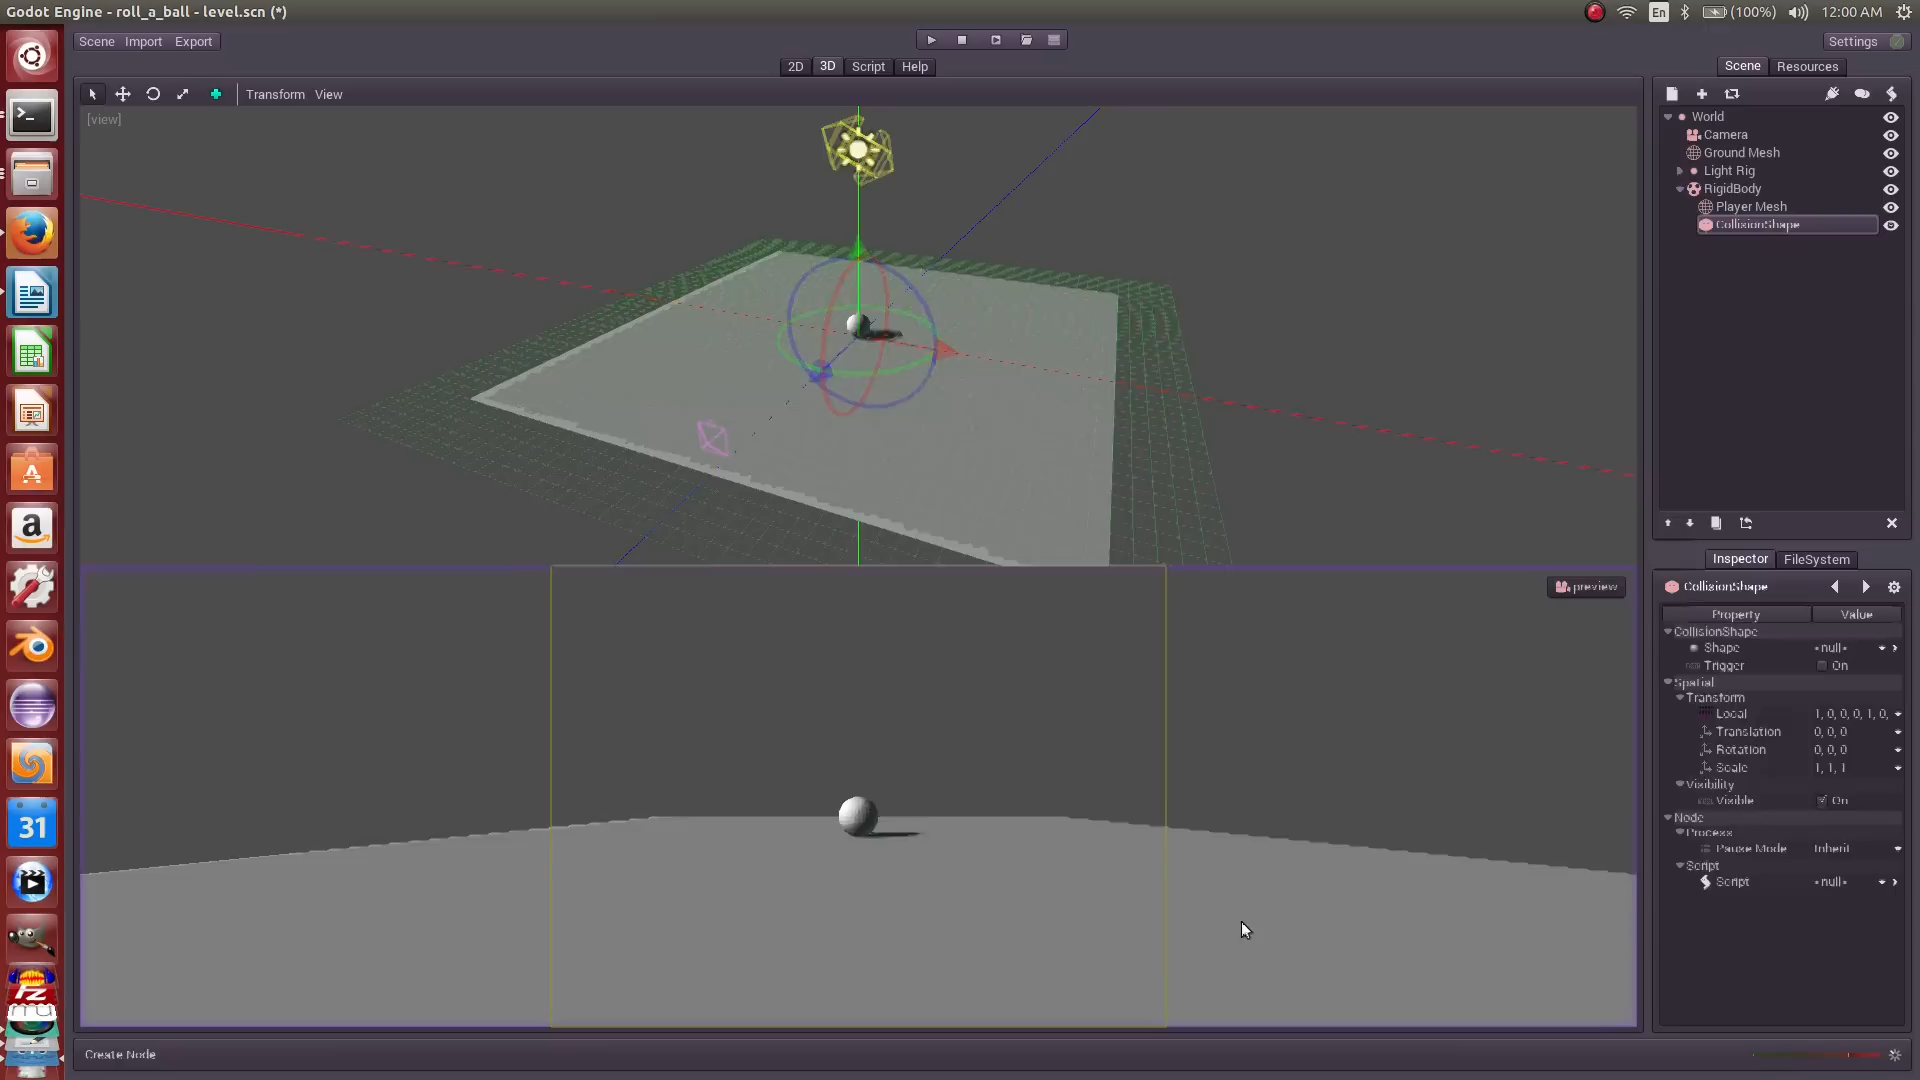 Godot Engine - roll_a_ball - level.scn (*)
En
(100%)
12:00 AM
Scene Import Export
Settings
2D 3D Script Help
Scene Resources
Transform View
[view]
World
Camera
Ground Mesh
Light Rig
RigidBody
Player Mesh
CollisionShape
Inspector FileSystem
preview
CollisionShape
Property Value
CollisionShape
Shape <null>
Trigger On
Spatial
Transform
Local 1, 0, 0, 0, 1, 0,
Translation 0, 0, 0
Rotation 0, 0, 0
Scale 1, 1, 1
Visibility
Visible On
Node
Process
Pause Mode Inherit
Script
Script <null>
31
Create Node